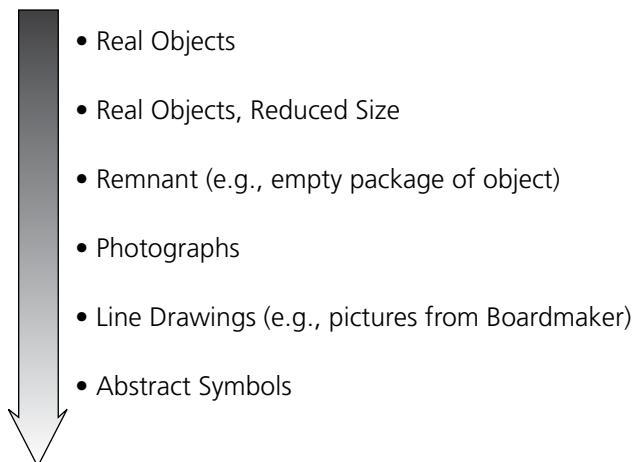 • Real Objects
• Real Objects, Reduced Size
• Remnant (e.g., empty package of object)
• Photographs
• Line Drawings (e.g., pictures from Boardmaker)
• Abstract Symbols